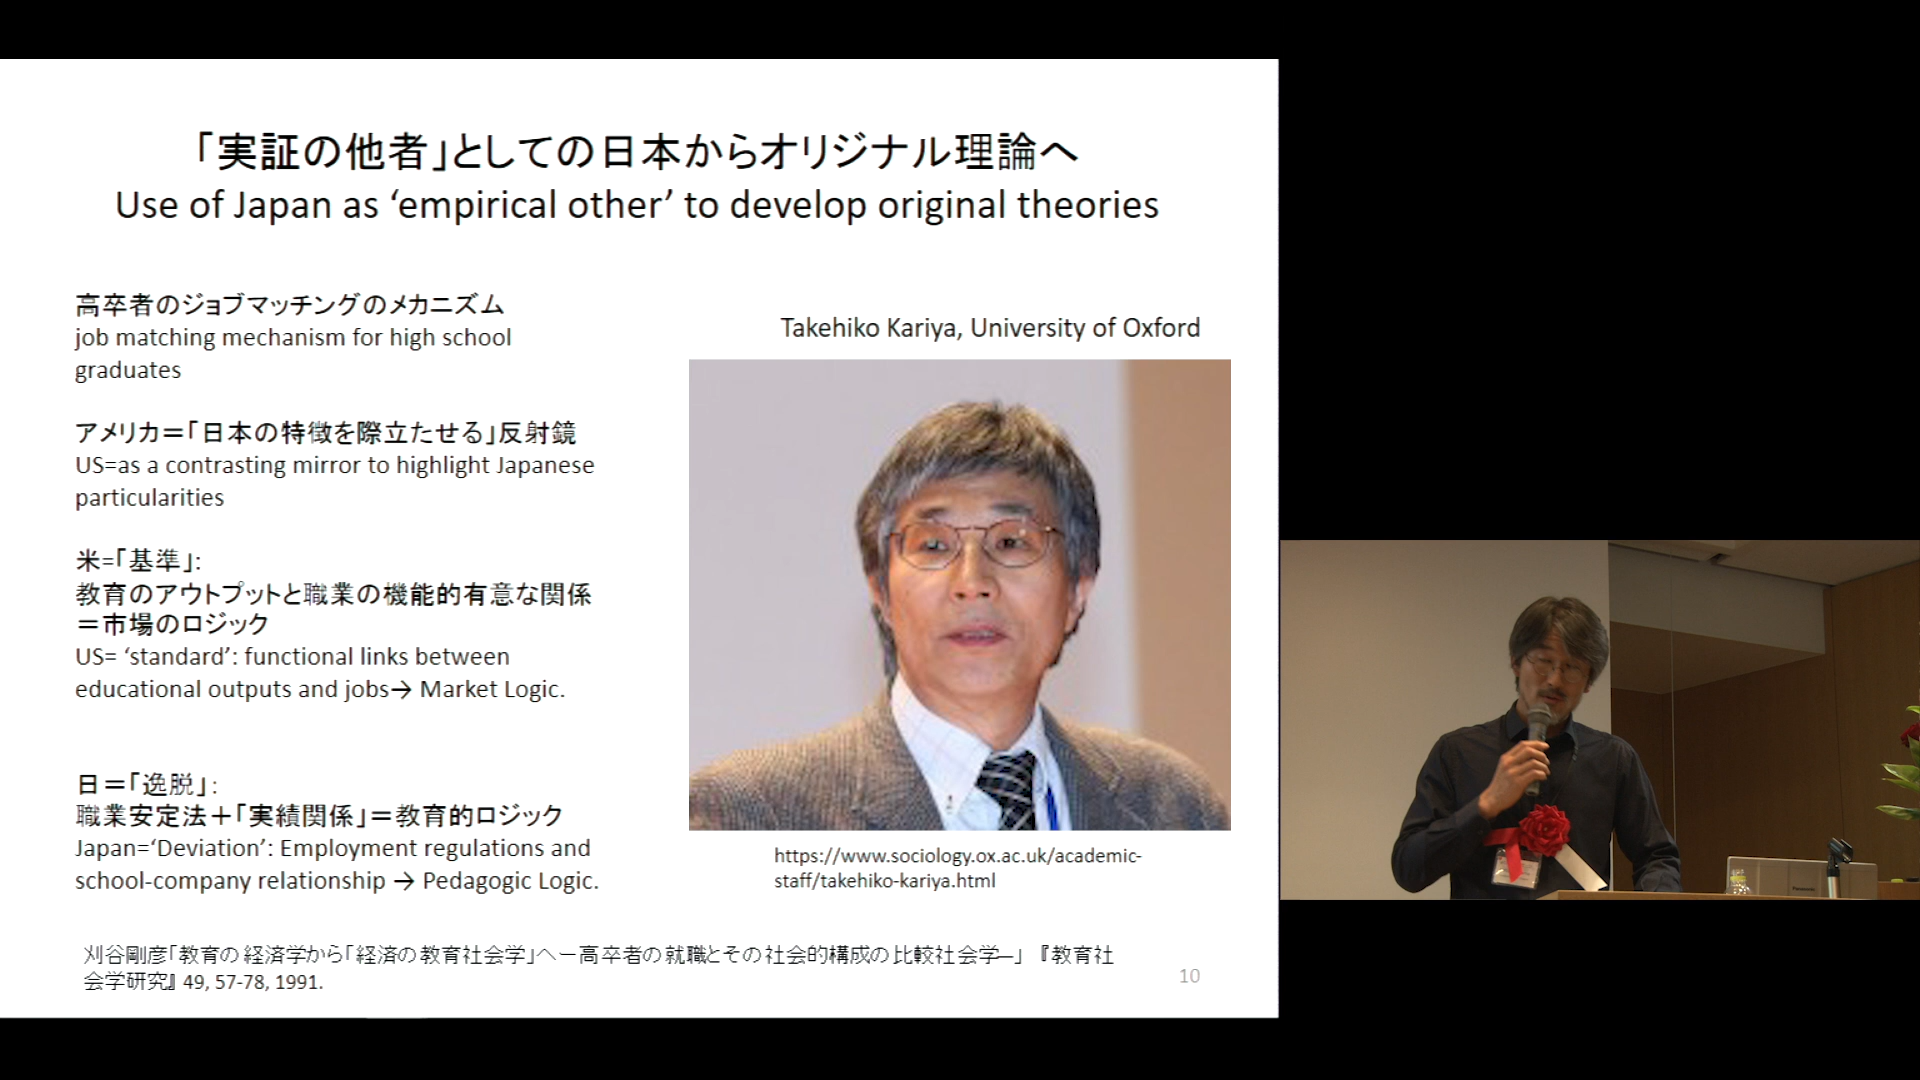 「実証の他者」としての日本からオリジナル理論へ
Use of Japan as ‘empirical other’ to develop original theories
高卒者のジョブマッチングのメカニズム
job matching mechanism for high school
graduates
アメリカ＝「日本の特徴を際立たせる」反射鏡
US=as a contrasting mirror to highlight Japanese
particularities
米=「基準」:
教育のアウトプットと職業の機能的有意な関係
＝市場のロジック
US= ‘standard’: functional links between
educational outputs and jobs→ Market Logic.
日＝「逸脱」:
職業安定法＋「実績関係」＝教育的ロジック
Japan=‘Deviation’: Employment regulations and
school-company relationship → Pedagogic Logic.
Takehiko Kariya, University of Oxford
https://www.sociology.ox.ac.uk/academic-
staff/takehiko-kariya.html
刈谷剛彦「教育の経済学から「経済の教育社会学」へー高卒者の就職とその社会的構成の比較社会学―」『教育社
会学研究』 49, 57-78, 1991.
10
Panasonic